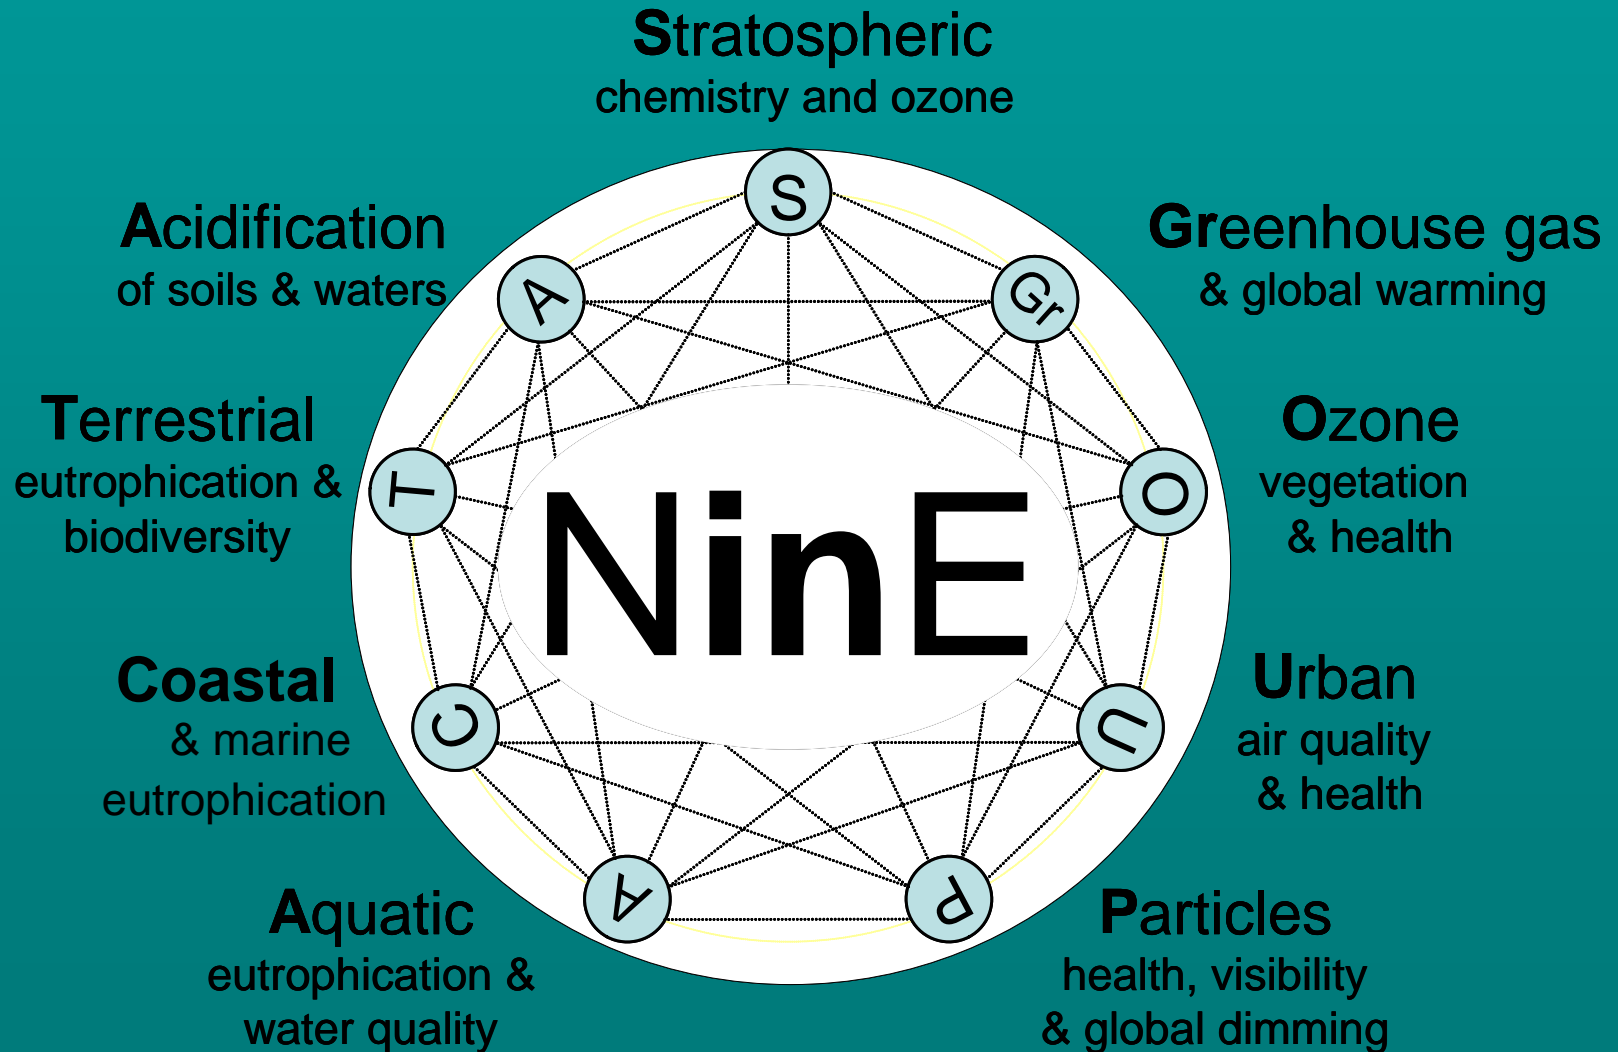 Stratospheric
chemistry and ozone
Acidification
of soils & waters
Greenhouse gas
& global warming
Terrestrial
eutrophication &
biodiversity
Ozone
vegetation
& health
Coastal
& marine
eutrophication
Urban
air quality
& health
Aquatic
eutrophication &
water quality
Particles
health, visibility
& global dimming
S
Gr
O
U
P
A
C
T
A
NinE